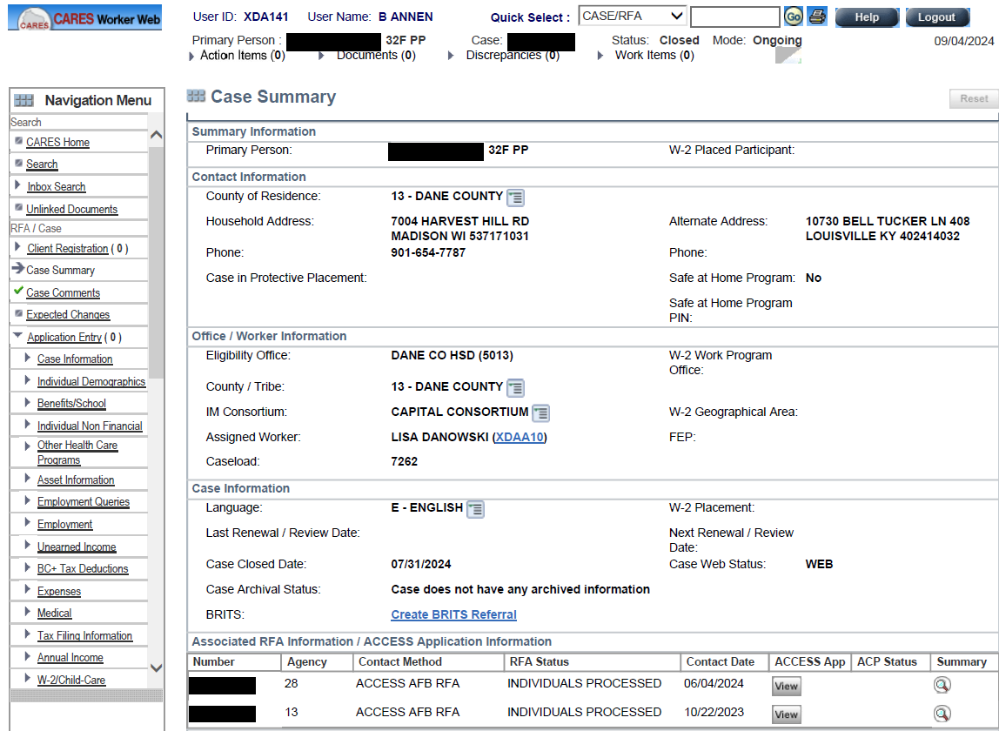 CARES CARES Worker Web
User ID: XDA141 User Name: B ANNEN Quick Select : CASE/RFA Go Help Logout
Primary Person : 32F PP Case: Status: Closed Mode: Ongoing 09/04/2024
Action Items (0) Documents (0) Discrepancies (0) Work Items (0)
Navigation Menu
Search
CARES Home
Search
Inbox Search
Unlinked Documents
RFA / Case
Client Registration ( 0 )
Case Summary
Case Comments
Expected Changes
Application Entry ( 0 )
Case Information
Individual Demographics
Benefits/School
Individual Non Financial
Other Health Care
Programs
Asset Information
Employment Queries
Employment
Unearned Income
BC+ Tax Deductions
Expenses
Medical
Tax Filing Information
Annual Income
W-2/Child-Care
Case Summary
Reset
Summary Information
Primary Person: 32F PP W-2 Placed Participant:
Contact Information
County of Residence: 13 - DANE COUNTY
Household Address: 7004 HARVEST HILL RD Alternate Address: 10730 BELL TUCKER LN 408
MADISON WI 537171031 LOUISVILLE KY 402414032
Phone: 901-654-7787 Phone:
Case in Protective Placement: Safe at Home Program: No
Safe at Home Program
PIN:
Office / Worker Information
Eligibility Office: DANE CO HSD (5013) W-2 Work Program
Office:
County / Tribe: 13 - DANE COUNTY
IM Consortium: CAPITAL CONSORTIUM W-2 Geographical Area:
Assigned Worker: LISA DANOWSKI (XDAA10) FEP:
Caseload: 7262
Case Information
Language: E - ENGLISH W-2 Placement:
Last Renewal / Review Date: Next Renewal / Review
Date:
Case Closed Date: 07/31/2024 Case Web Status: WEB
Case Archival Status: Case does not have any archived information
BRITS: Create BRITS Referral
Associated RFA Information / ACCESS Application Information
Number Agency Contact Method RFA Status Contact Date ACCESS App ACP Status Summary
28 ACCESS AFB RFA INDIVIDUALS PROCESSED 06/04/2024 View
13 ACCESS AFB RFA INDIVIDUALS PROCESSED 10/22/2023 View